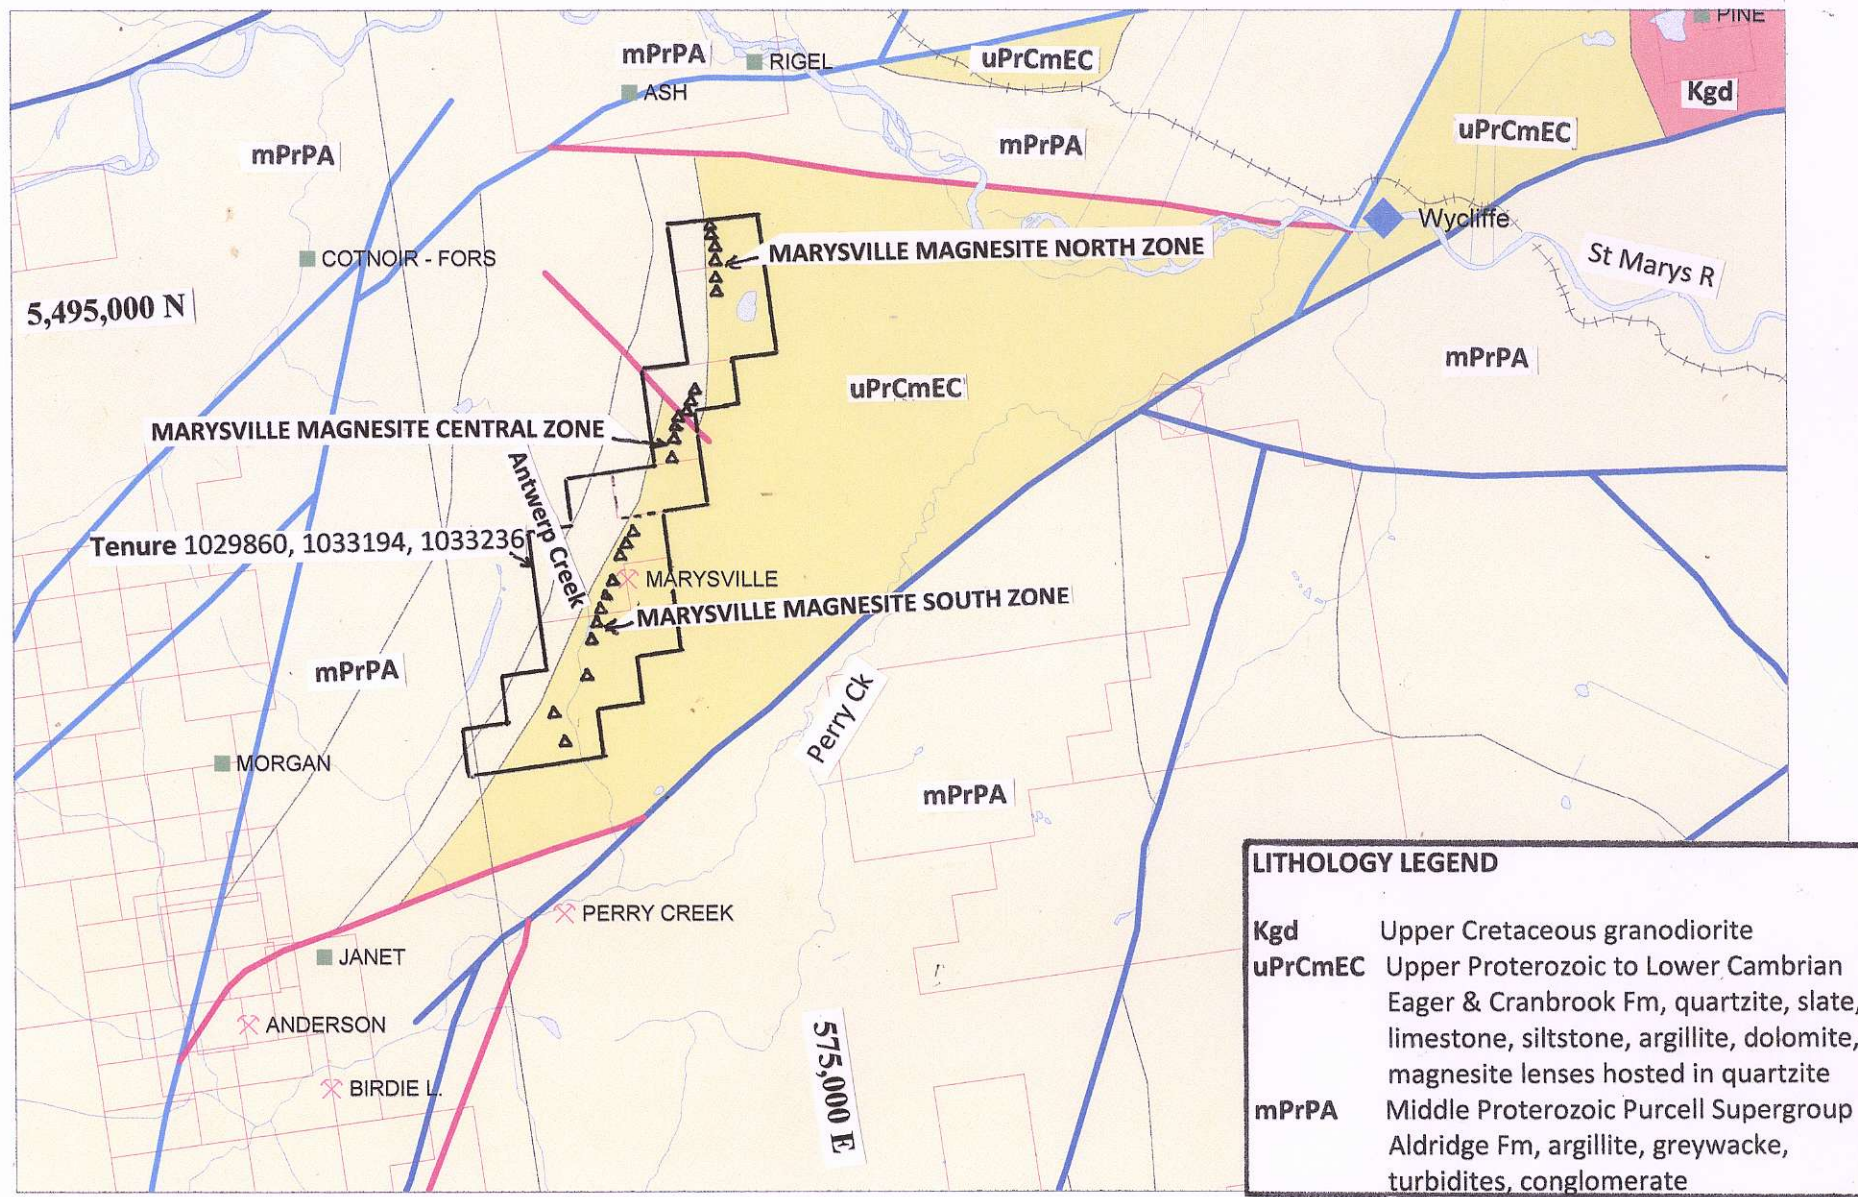 PINE
mPrPA
RIGEL
uPrCmEC
ASH
Kgd
uPrCmEC
mPrPA
mPrPA
Wycliffe
MARYSVILLE MAGNESITE NORTH ZONE
COTNOIR - FORS
St Marys R
5,495,000 N
mPrPA
uPrCmEC
MARYSVILLE MAGNESITE CENTRAL ZONE
Antwerp Creek
Tenure 1029860, 1033194, 1033236
MARYSVILLE
MARYSVILLE MAGNESITE SOUTH ZONE
mPrPA
Perry Ck
MORGAN
mPrPA
PERRY CREEK
JANET
ANDERSON
BIRDIE L.
575,000 E
LITHOLOGY LEGEND
Kgd Upper Cretaceous granodiorite
uPrCmEC Upper Proterozoic to Lower Cambrian
Eager & Cranbrook Fm, quartzite, slate,
limestone, siltstone, argillite, dolomite,
magnesite lenses hosted in quartzite
mPrPA Middle Proterozoic Purcell Supergroup
Aldridge Fm, argillite, greywacke,
turbidites, conglomerate